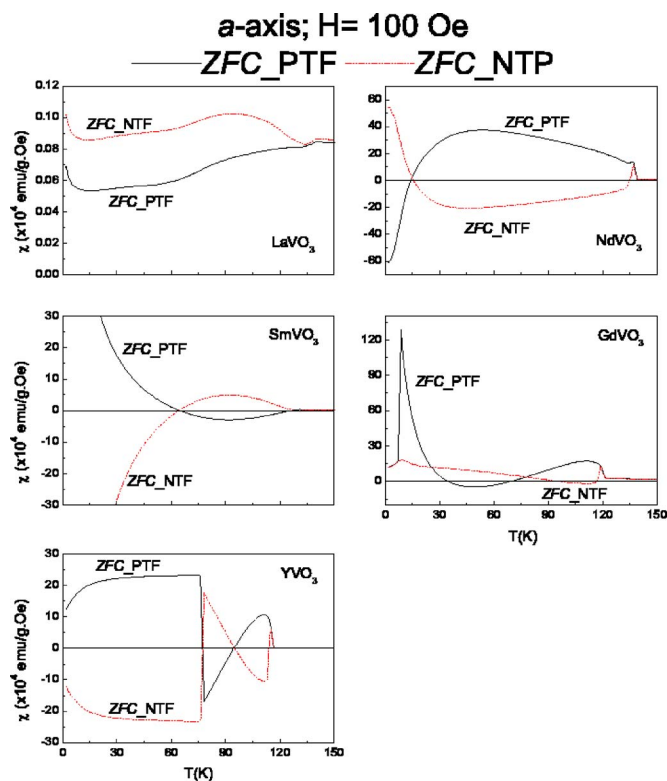 a-axis; H= 100 Oe
ZFC_PTF ZFC_NTP
0.12
0.10
0.08
0.06
0.04
0.02
0.00
χ (x10⁴ emu/g.Oe)
ZFC_NTF
ZFC_PTF
LaVO₃
60
40
20
0
-20
-40
-60
ZFC_PTF
ZFC_NTF
NdVO₃
30
20
10
0
-10
-20
-30
χ (x10⁴ emu/g.Oe)
SmVO₃
ZFC_PTF
ZFC_NTF
120
90
60
30
0
GdVO₃
ZFC_PTF
ZFC_NTF
0 30 60 90 120 150
T(K)
30
20
10
0
-10
-20
-30
χ (x10⁴ emu/g.Oe)
ZFC_PTF
YVO₃
ZFC_NTF
0 30 60 90 120 150
T(K)